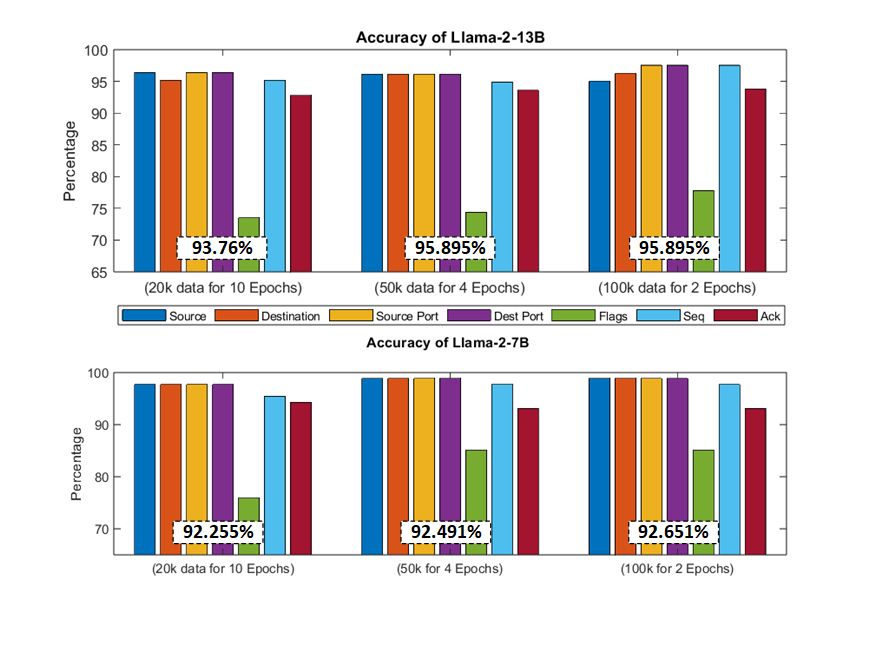 Accuracy of Llama-2-13B
100
95
90
85
80
75
70
65
Percentage
93.76%
95.895%
95.895%
(20k data for 10 Epochs)
(50k data for 4 Epochs)
(100k data for 2 Epochs)
Source
Destination
Source Port
Dest Port
Flags
Seq
Ack
Accuracy of Llama-2-7B
100
90
80
70
Percentage
92.255%
92.491%
92.651%
(20k data for 10 Epochs)
(50k for 4 Epochs)
(100k for 2 Epochs)